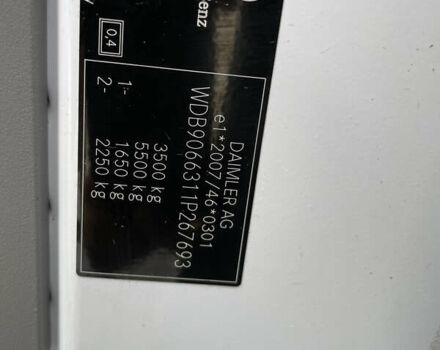 enz
DAIMLER AG
e1*2007/46*0301
WDB9066311P267693
3500 kg
5500 kg
1- 1650 kg
2- 2250 kg
0,4